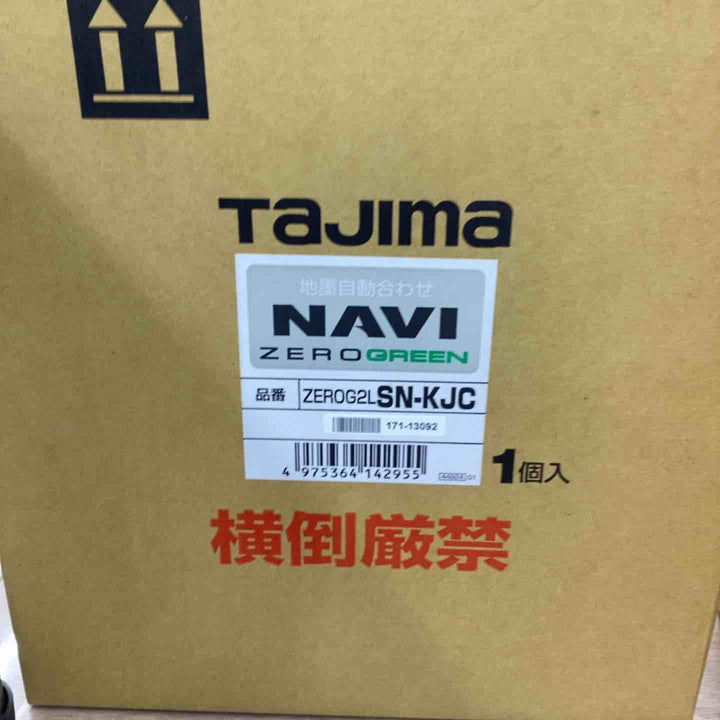 TaJIma
地墨自動合わせ
NAVI
ZERO GREEN
品番 ZEROG2LSN-KJC
171-13092
4 975364 142955
1個入
横倒厳禁